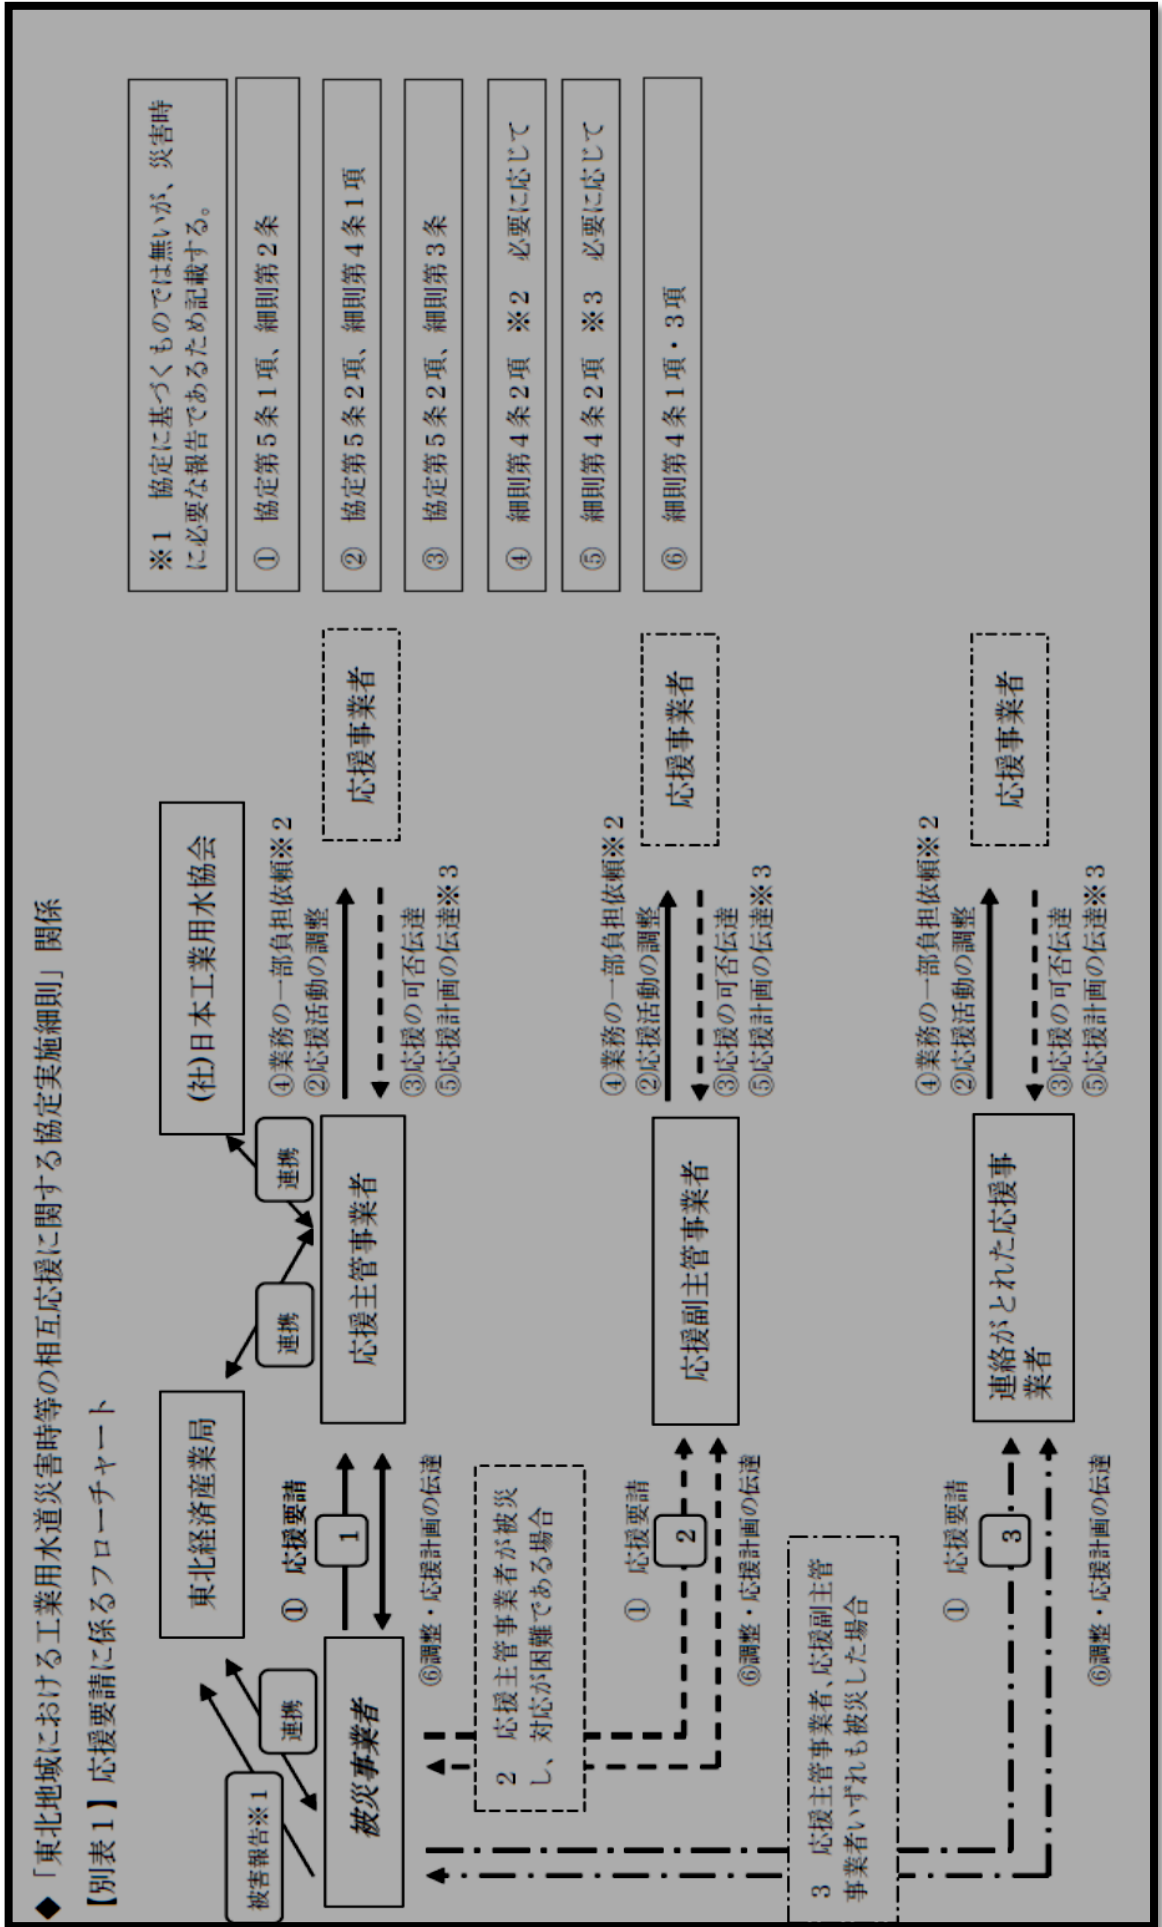 ◆「東北地域における工業用水道災害時等の相互応援に関する協定実施細則」関係
【別表1】応援要請に係るフローチャート
東北経済産業局
(社)日本工業用水協会
被害報告※1
連携
連携
連携
被災事業者
① 応援要請
1
⑥調整・応援計画の伝達
応援主管事業者
④業務の一部負担依頼※2
②応援活動の調整
③応援の可否伝達
⑤応援計画の伝達※3
応援事業者
2 応援主管事業者が被災
し、対応が困難である場合
① 応援要請
2
⑥調整・応援計画の伝達
応援副主管事業者
④業務の一部負担依頼※2
②応援活動の調整
③応援の可否伝達
⑤応援計画の伝達※3
応援事業者
3 応援主管事業者、応援副主管
事業者いずれも被災した場合
① 応援要請
3
⑥調整・応援計画の伝達
連絡がとれた応援事
業者
④業務の一部負担依頼※2
②応援活動の調整
③応援の可否伝達
⑤応援計画の伝達※3
応援事業者
※1 協定に基づくものでは無いが、災害時
に必要な報告であるため記載する。
① 協定第5条1項、細則第2条
② 協定第5条2項、細則第4条1項
③ 協定第5条2項、細則第3条
④ 細則第4条2項 ※2 必要に応じて
⑤ 細則第4条2項 ※3 必要に応じて
⑥ 細則第4条1項・3項